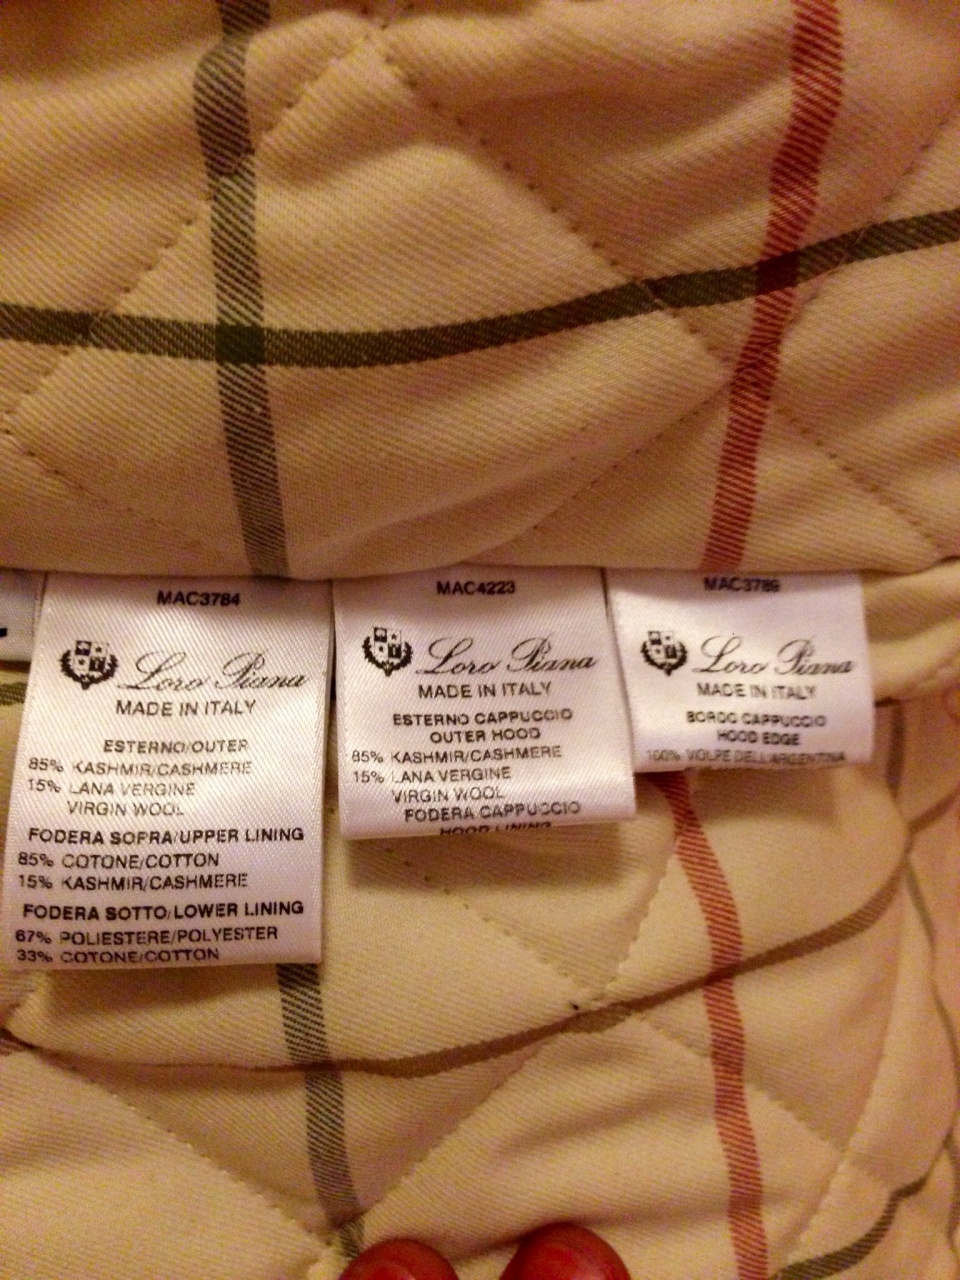 MAC3784
Loro Piana
MADE IN ITALY
ESTERNO/OUTER
85% KASHMIR/CASHMERE
15% LANA VERGINE
VIRGIN WOOL
FODERA SOPRA/UPPER LINING
85% COTONE/COTTON
15% KASHMIR/CASHMERE
FODERA SOTTO/LOWER LINING
67% POLIESTERE/POLYESTER
33% COTONE/COTTON
MAC4223
Loro Piana
MADE IN ITALY
ESTERNO CAPPUCCIO
OUTER HOOD
85% KASHMIR/CASHMERE
15% LANA VERGINE
VIRGIN WOOL
FODERA CAPPUCCIO
HOOD LINING
MAC3789
Loro Piana
MADE IN ITALY
BORDO CAPPUCCIO
HOOD EDGE
100% VOLPE DELL'ARGENTINA